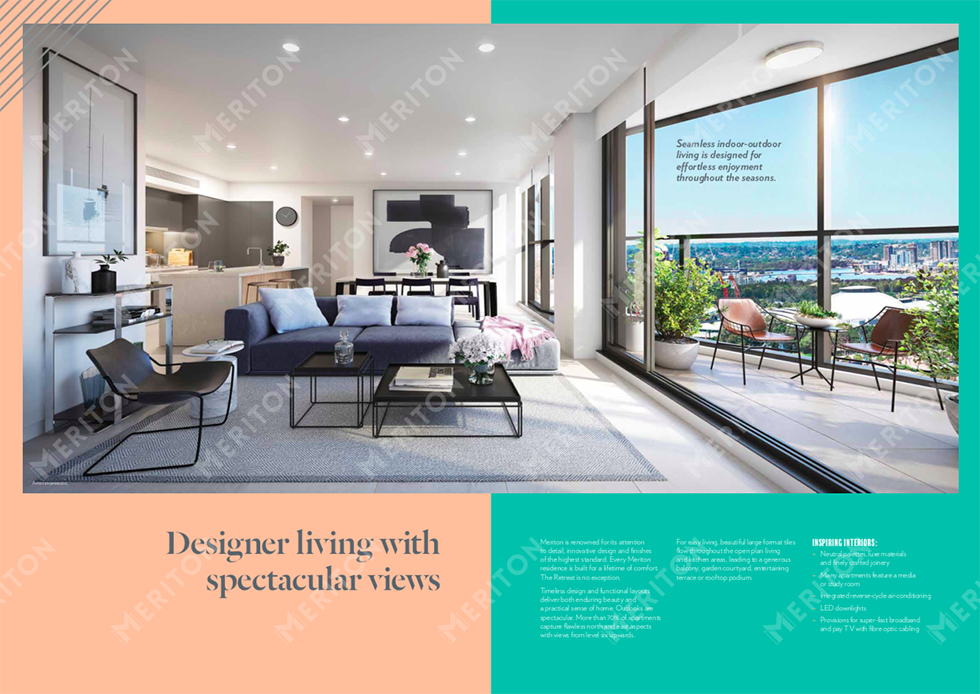 MERITON
Seamless indoor-outdoor
living is designed for
effortless enjoyment
throughout the seasons.
Artist's impression
Designer living with
spectacular views
Meriton is renowned for its attention
to detail, innovative design and finishes
of the highest standard. Every Meriton
residence is built for a lifetime of comfort.
The Retreat is no exception.
Timeless design and functional layouts
deliver both enduring beauty and
a practical sense of home. Outlooks are
spectacular. More than 70% of apartments
capture flawless north and east aspects
with views from level six upwards.
For easy living, beautiful large format tiles
flow throughout the open plan living
and kitchen areas, leading to a generous
balcony, garden courtyard, entertaining
terrace or rooftop podium.
INSPIRING INTERIORS:
– Neutral palettes, luxe materials
and finely crafted joinery
– Many apartments feature a media
or study room
– Integrated reverse-cycle air-conditioning
– LED downlights
– Provisions for super-fast broadband
and pay TV with fibre optic cabling